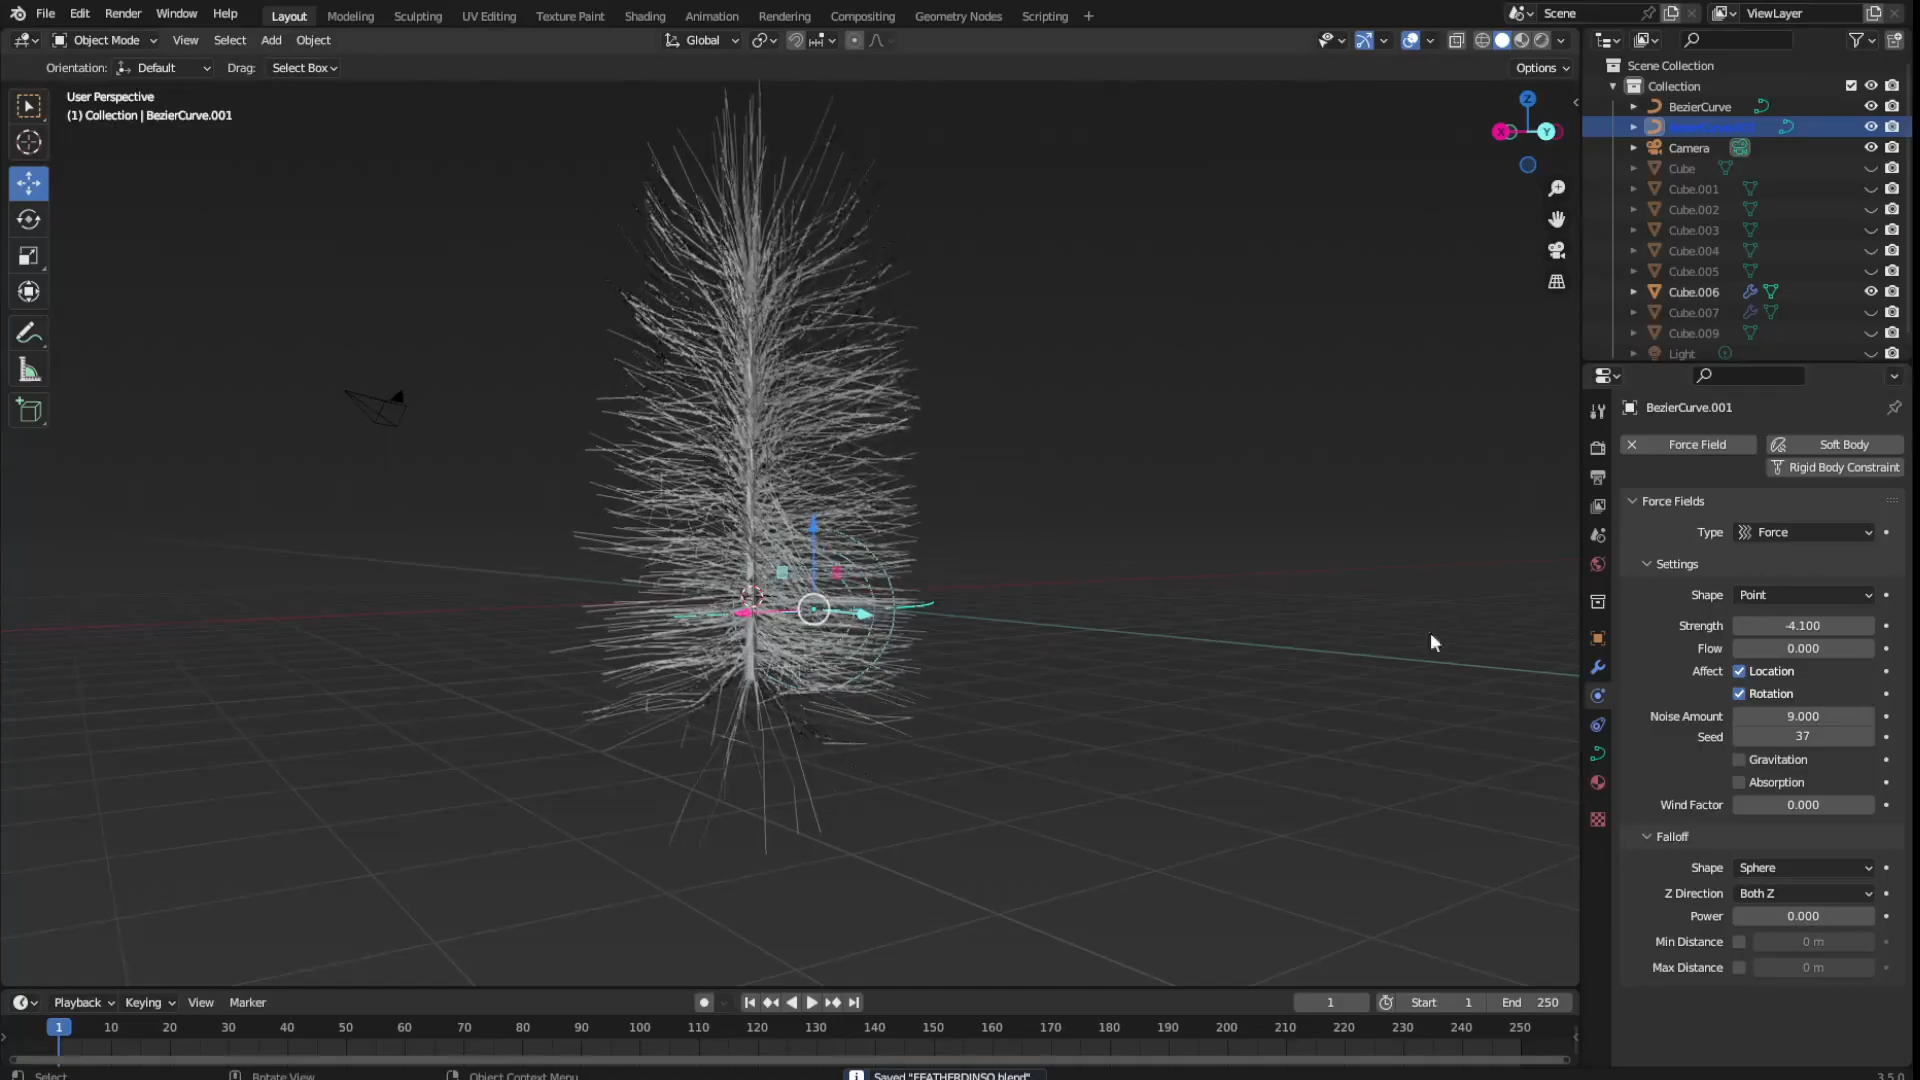 File Edit Render Window Help Layout Modeling Sculpting UV Editing Texture Paint Shading Animation Rendering Compositing Geometry Nodes Scripting +
Scene
ViewLayer
Object Mode View Select Add Object
Global
Orientation: Default Drag: Select Box
Options
User Perspective
(1) Collection | BezierCurve.001
Z
X
Y
Scene Collection
Collection
BezierCurve
Camera
Cube
Cube.001
Cube.002
Cube.003
Cube.004
Cube.005
Cube.006
Cube.007
Cube.009
Light
BezierCurve.001
Force Field
Soft Body
Rigid Body Constraint
Force Fields
Type Force
Settings
Shape Point
Strength -4.100
Flow 0.000
Affect Location
Rotation
Noise Amount 9.000
Seed 37
Gravitation
Absorption
Wind Factor 0.000
Falloff
Shape Sphere
Z Direction Both Z
Power 0.000
Min Distance 0 m
Max Distance 0 m
Playback Keying View Marker
1
Start 1
End 250
1 10 20 30 40 50 60 70 80 90 100 110 120 130 140 150 160 170 180 190 200 210 220 230 240 250
Select
Rotate View
Object Context Menu
Saved "FEATHERDINSO.blend"
3.5.0